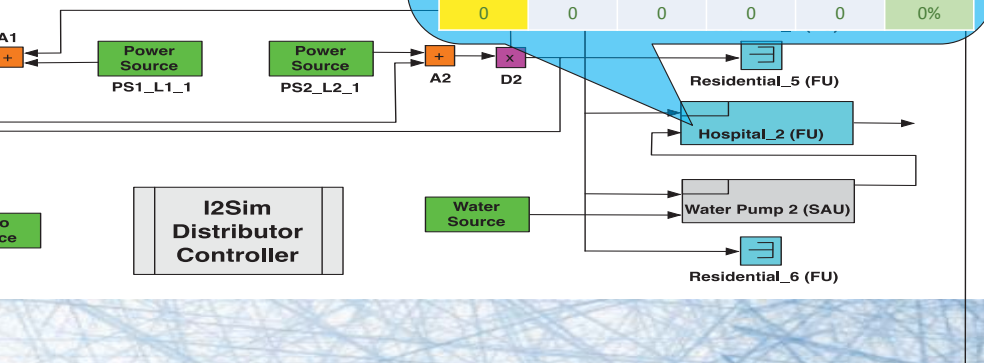 0 0 0 0 0 0%
A1
+
Power
Source
PS1_L1_1
Power
Source
PS2_L2_1
+
A2
x
D2
Residential_5 (FU)
Hospital_2 (FU)
I2Sim
Distributor
Controller
Water
Source
Water Pump 2 (SAU)
Residential_6 (FU)